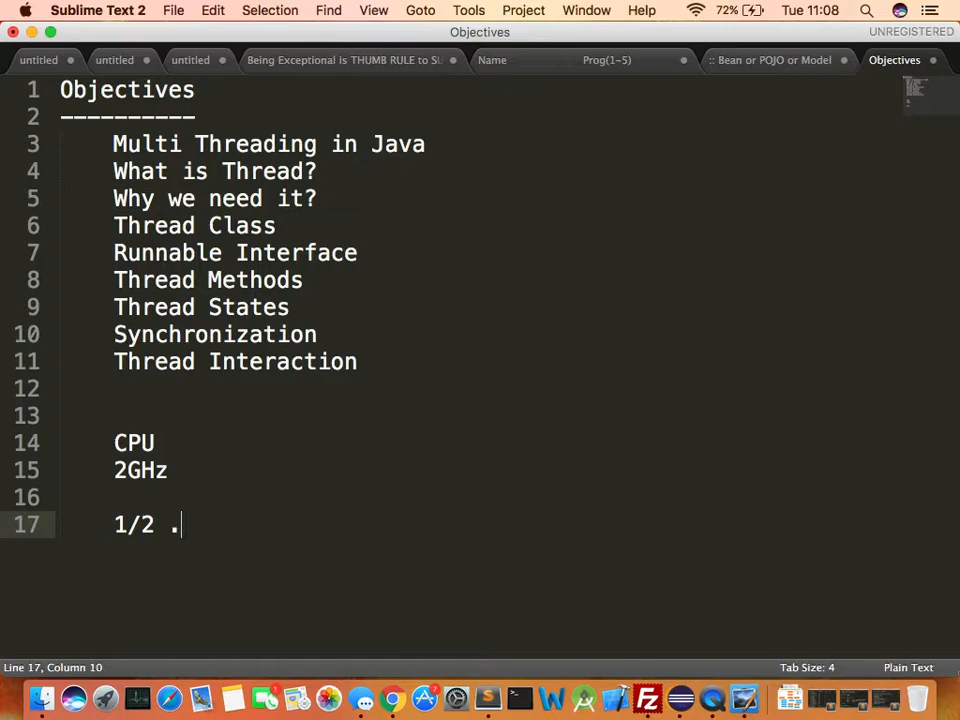 Sublime Text 2 File Edit Selection Find View Goto Tools Project Window Help 72% Tue 11:08
Objectives UNREGISTERED
untitled untitled untitled Being Exceptional is THUMB RULE to SU Name Prog(1-5) :: Bean or POJO or Model Objectives
1 Objectives
2 ----------
3 Multi Threading in Java
4 What is Thread?
5 Why we need it?
6 Thread Class
7 Runnable Interface
8 Thread Methods
9 Thread States
10 Synchronization
11 Thread Interaction
12
13
14 CPU
15 2GHz
16
17 1/2 .
Line 17, Column 10 Tab Size: 4 Plain Text